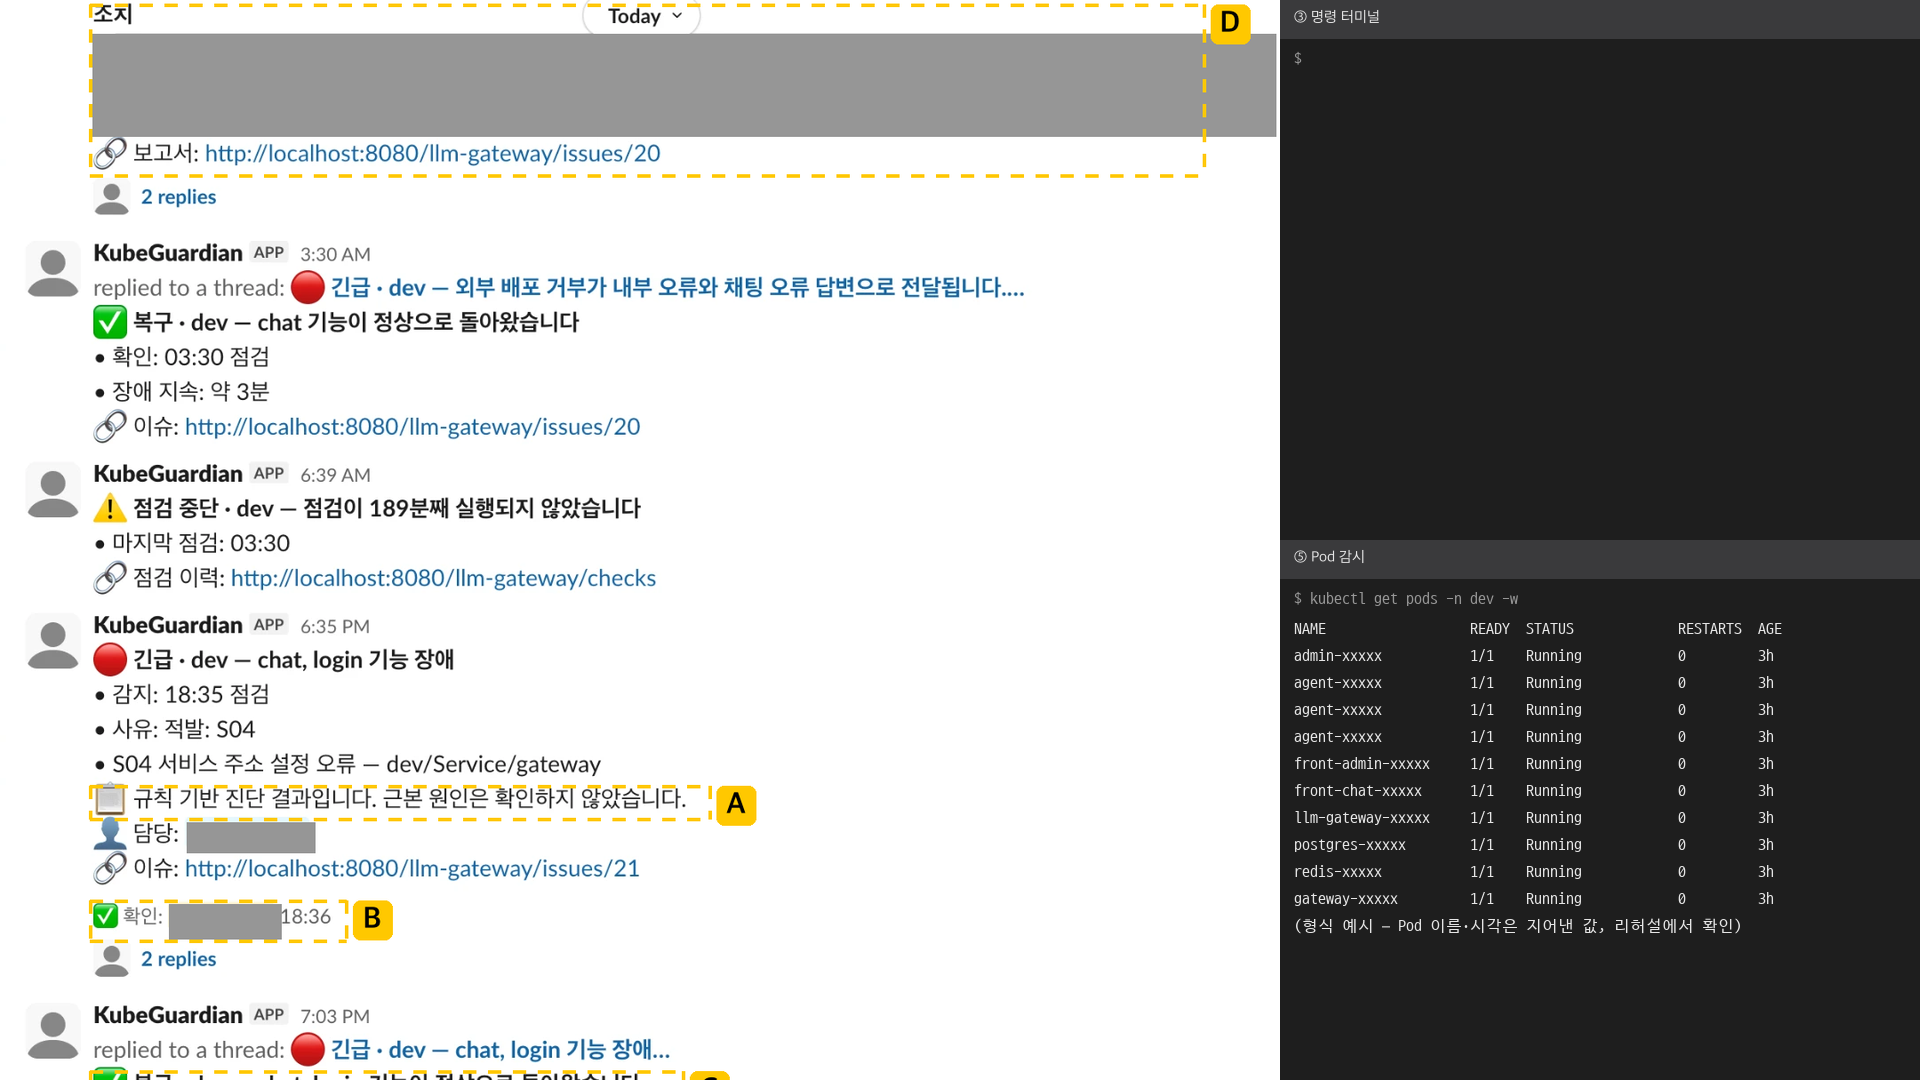 소지
Today
D
보고서: http://localhost:8080/llm-gateway/issues/20
2 replies
KubeGuardian APP 3:30 AM
replied to a thread: 긴급 · dev — 외부 배포 거부가 내부 오류와 채팅 오류 답변으로 전달됩니다....
복구 · dev — chat 기능이 정상으로 돌아왔습니다
• 확인: 03:30 점검
• 장애 지속: 약 3분
이슈: http://localhost:8080/llm-gateway/issues/20
KubeGuardian APP 6:39 AM
점검 중단 · dev — 점검이 189분째 실행되지 않았습니다
• 마지막 점검: 03:30
점검 이력: http://localhost:8080/llm-gateway/checks
KubeGuardian APP 6:35 PM
긴급 · dev — chat, login 기능 장애
• 감지: 18:35 점검
• 사유: 적발: S04
• S04 서비스 주소 설정 오류 — dev/Service/gateway
규칙 기반 진단 결과입니다. 근본 원인은 확인하지 않았습니다.
A
담당:
이슈: http://localhost:8080/llm-gateway/issues/21
확인: 18:36
B
2 replies
KubeGuardian APP 7:03 PM
replied to a thread: 긴급 · dev — chat, login 기능 장애...
③ 명령 터미널
$
⑤ Pod 감시
$ kubectl get pods -n dev -w
NAME READY STATUS RESTARTS AGE
admin-xxxxx 1/1 Running 0 3h
agent-xxxxx 1/1 Running 0 3h
agent-xxxxx 1/1 Running 0 3h
agent-xxxxx 1/1 Running 0 3h
front-admin-xxxxx 1/1 Running 0 3h
front-chat-xxxxx 1/1 Running 0 3h
llm-gateway-xxxxx 1/1 Running 0 3h
postgres-xxxxx 1/1 Running 0 3h
redis-xxxxx 1/1 Running 0 3h
gateway-xxxxx 1/1 Running 0 3h
(형식 예시 — Pod 이름·시각은 지어낸 값, 리허설에서 확인)